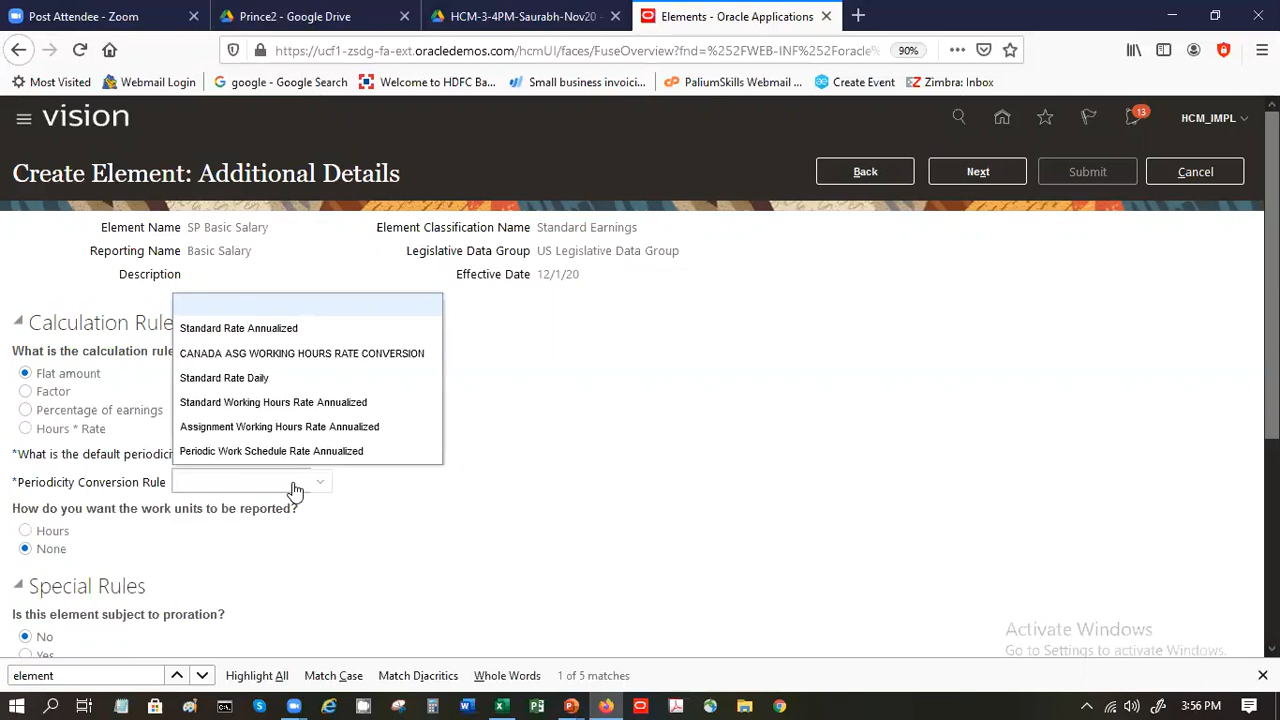 Post Attendee - Zoom
Prince2 - Google Drive
HCM-3-4PM-Saurabh-Nov20 -
Elements - Oracle Applications
https://ucf1-zsdg-fa-ext.oracledemos.com/hcmUI/faces/FuseOverview?fnd=%252FWEB-INF%252Foracle%
90%
Most Visited
Webmail Login
google - Google Search
Welcome to HDFC Ba...
Small business invoici...
PaliumSkills Webmail ...
Create Event
Zimbra: Inbox
vision
13
HCM_IMPL
Create Element: Additional Details
Back
Next
Submit
Cancel
Element Name SP Basic Salary
Element Classification Name Standard Earnings
Reporting Name Basic Salary
Legislative Data Group US Legislative Data Group
Description
Effective Date 12/1/20
Calculation Rule
What is the calculation rule
Flat amount
Factor
Percentage of earnings
Hours * Rate
Standard Rate Annualized
CANADA ASG WORKING HOURS RATE CONVERSION
Standard Rate Daily
Standard Working Hours Rate Annualized
Assignment Working Hours Rate Annualized
Periodic Work Schedule Rate Annualized
*What is the default periodici
*Periodicity Conversion Rule
How do you want the work units to be reported?
Hours
None
Special Rules
Is this element subject to proration?
No
Yes
Activate Windows
Go to Settings to activate Windows.
element
Highlight All
Match Case
Match Diacritics
Whole Words
1 of 5 matches
3:56 PM